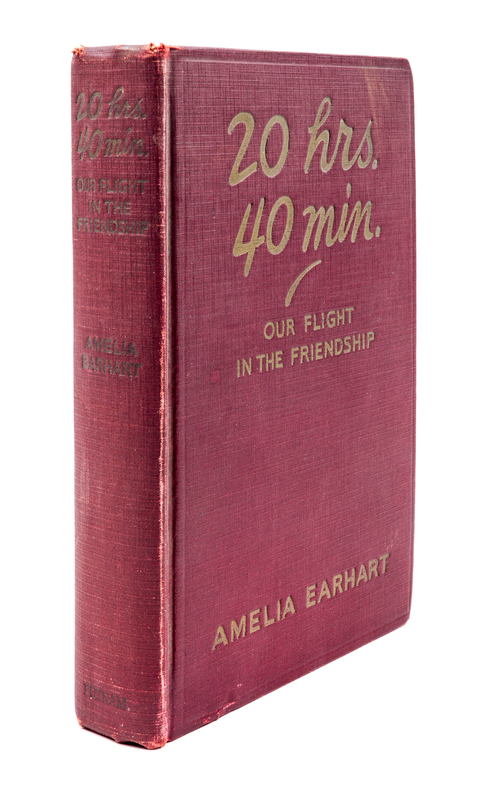 20 hrs.
40 min.
OUR FLIGHT
IN THE
FRIENDSHIP
AMELIA
EARHART
PUTNAM
20 hrs.
40 min.
OUR FLIGHT
IN THE FRIENDSHIP
AMELIA EARHART